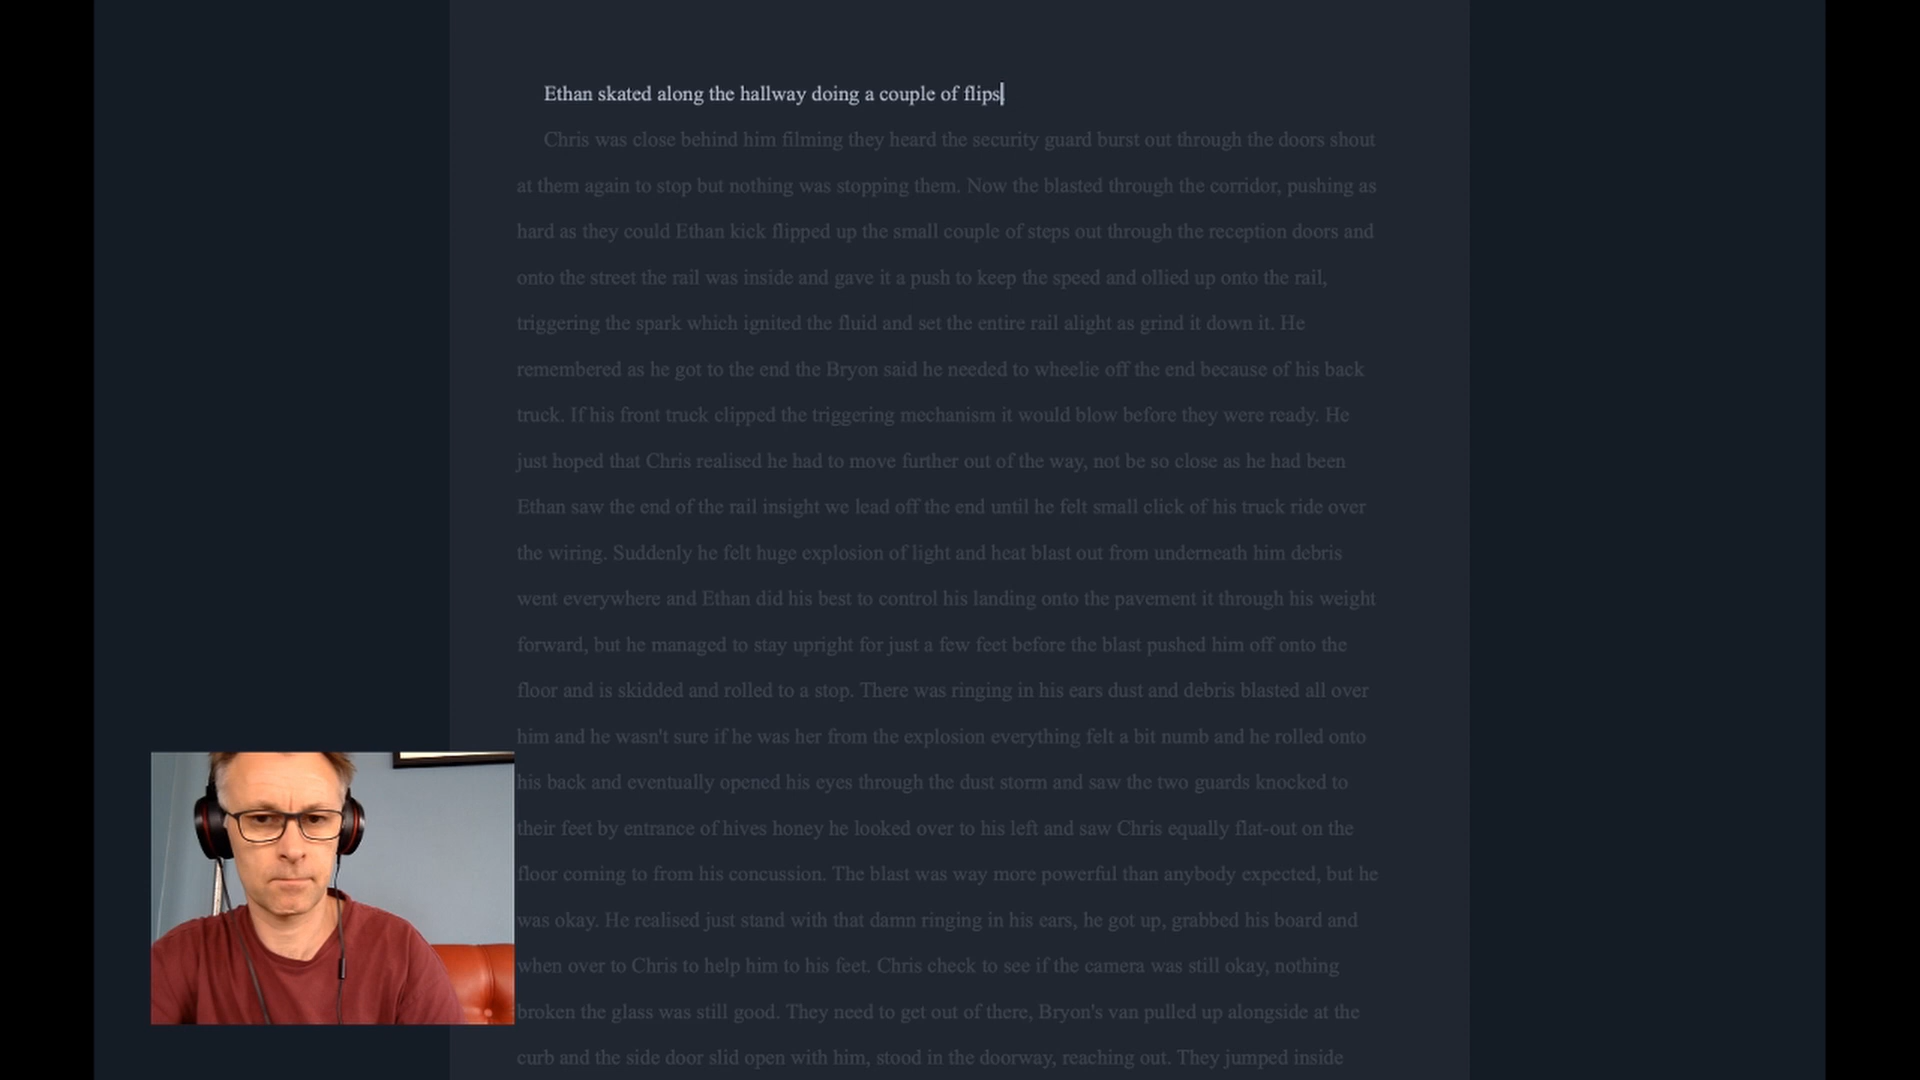 Ethan skated along the hallway doing a couple of flips
Chris was close behind him filming they heard the security guard burst out through the doors shout
at them again to stop but nothing was stopping them. Now the blasted through the corridor, pushing as
hard as they could Ethan kick flipped up the small couple of steps out through the reception doors and
onto the street the rail was inside and gave it a push to keep the speed and ollied up onto the rail,
triggering the spark which ignited the fluid and set the entire rail alight as grind it down it. He
remembered as he got to the end the Bryon said he needed to wheelie off the end because of his back
truck. If his front truck clipped the triggering mechanism it would blow before they were ready. He
just hoped that Chris realised he had to move further out of the way, not be so close as he had been
Ethan saw the end of the rail insight we lead off the end until he felt small click of his truck ride over
the wiring. Suddenly he felt huge explosion of light and heat blast out from underneath him debris
went everywhere and Ethan did his best to control his landing onto the pavement it through his weight
forward, but he managed to stay upright for just a few feet before the blast pushed him off onto the
floor and is skidded and rolled to a stop. There was ringing in his ears dust and debris blasted all over
him and he wasn't sure if he was her from the explosion everything felt a bit numb and he rolled onto
his back and eventually opened his eyes through the dust storm and saw the two guards knocked to
their feet by entrance of hives honey he looked over to his left and saw Chris equally flat-out on the
floor coming to from his concussion. The blast was way more powerful than anybody expected, but he
was okay. He realised just stand with that damn ringing in his ears, he got up, grabbed his board and
when over to Chris to help him to his feet. Chris check to see if the camera was still okay, nothing
broken the glass was still good. They need to get out of there, Bryon's van pulled up alongside at the
curb and the side door slid open with him, stood in the doorway, reaching out. They jumped inside